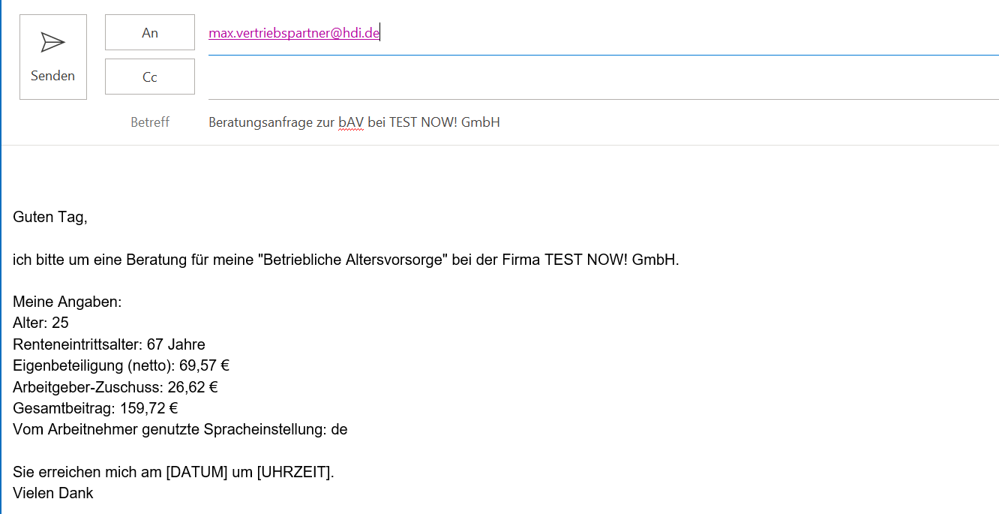 An
max.vertriebspartner@hdi.de
Senden
Cc
Betreff
Beratungsanfrage zur bAV bei TEST NOW! GmbH
Guten Tag,
ich bitte um eine Beratung für meine "Betriebliche Altersvorsorge" bei der Firma TEST NOW! GmbH.
Meine Angaben:
Alter: 25
Renteneintrittsalter: 67 Jahre
Eigenbeteiligung (netto): 69,57 €
Arbeitgeber-Zuschuss: 26,62 €
Gesamtbeitrag: 159,72 €
Vom Arbeitnehmer genutzte Spracheinstellung: de
Sie erreichen mich am [DATUM] um [UHRZEIT].
Vielen Dank